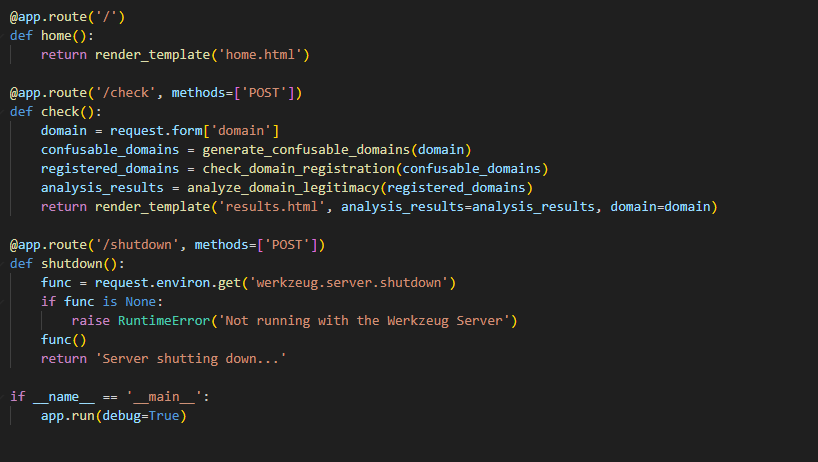 @app.route('/')
def home():
    return render_template('home.html')

@app.route('/check', methods=['POST'])
def check():
    domain = request.form['domain']
    confusable_domains = generate_confusable_domains(domain)
    registered_domains = check_domain_registration(confusable_domains)
    analysis_results = analyze_domain_legitimacy(registered_domains)
    return render_template('results.html', analysis_results=analysis_results, domain=domain)

@app.route('/shutdown', methods=['POST'])
def shutdown():
    func = request.environ.get('werkzeug.server.shutdown')
    if func is None:
        raise RuntimeError('Not running with the Werkzeug Server')
    func()
    return 'Server shutting down...'

if __name__ == '__main__':
    app.run(debug=True)